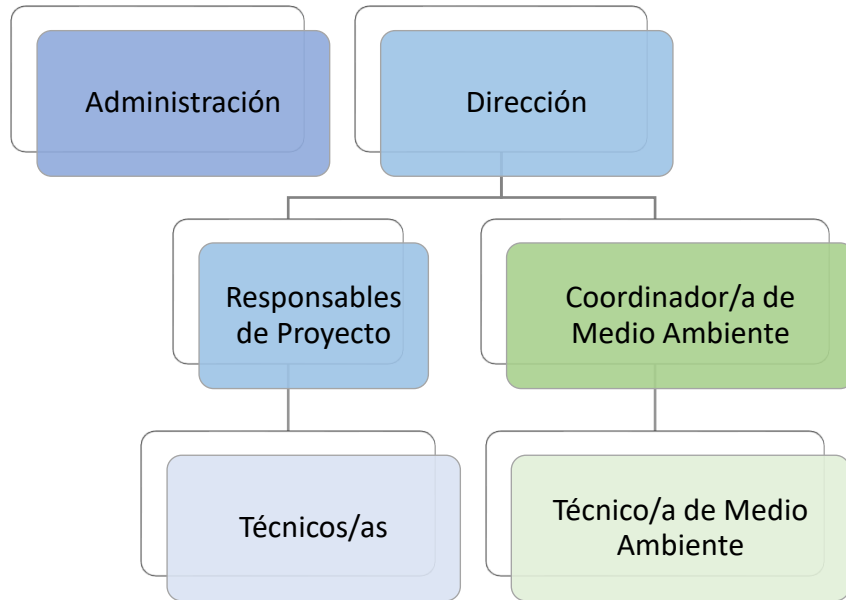 Administración
Dirección
Responsables
de Proyecto
Coordinador/a de
Medio Ambiente
Técnicos/as
Técnico/a de Medio
Ambiente